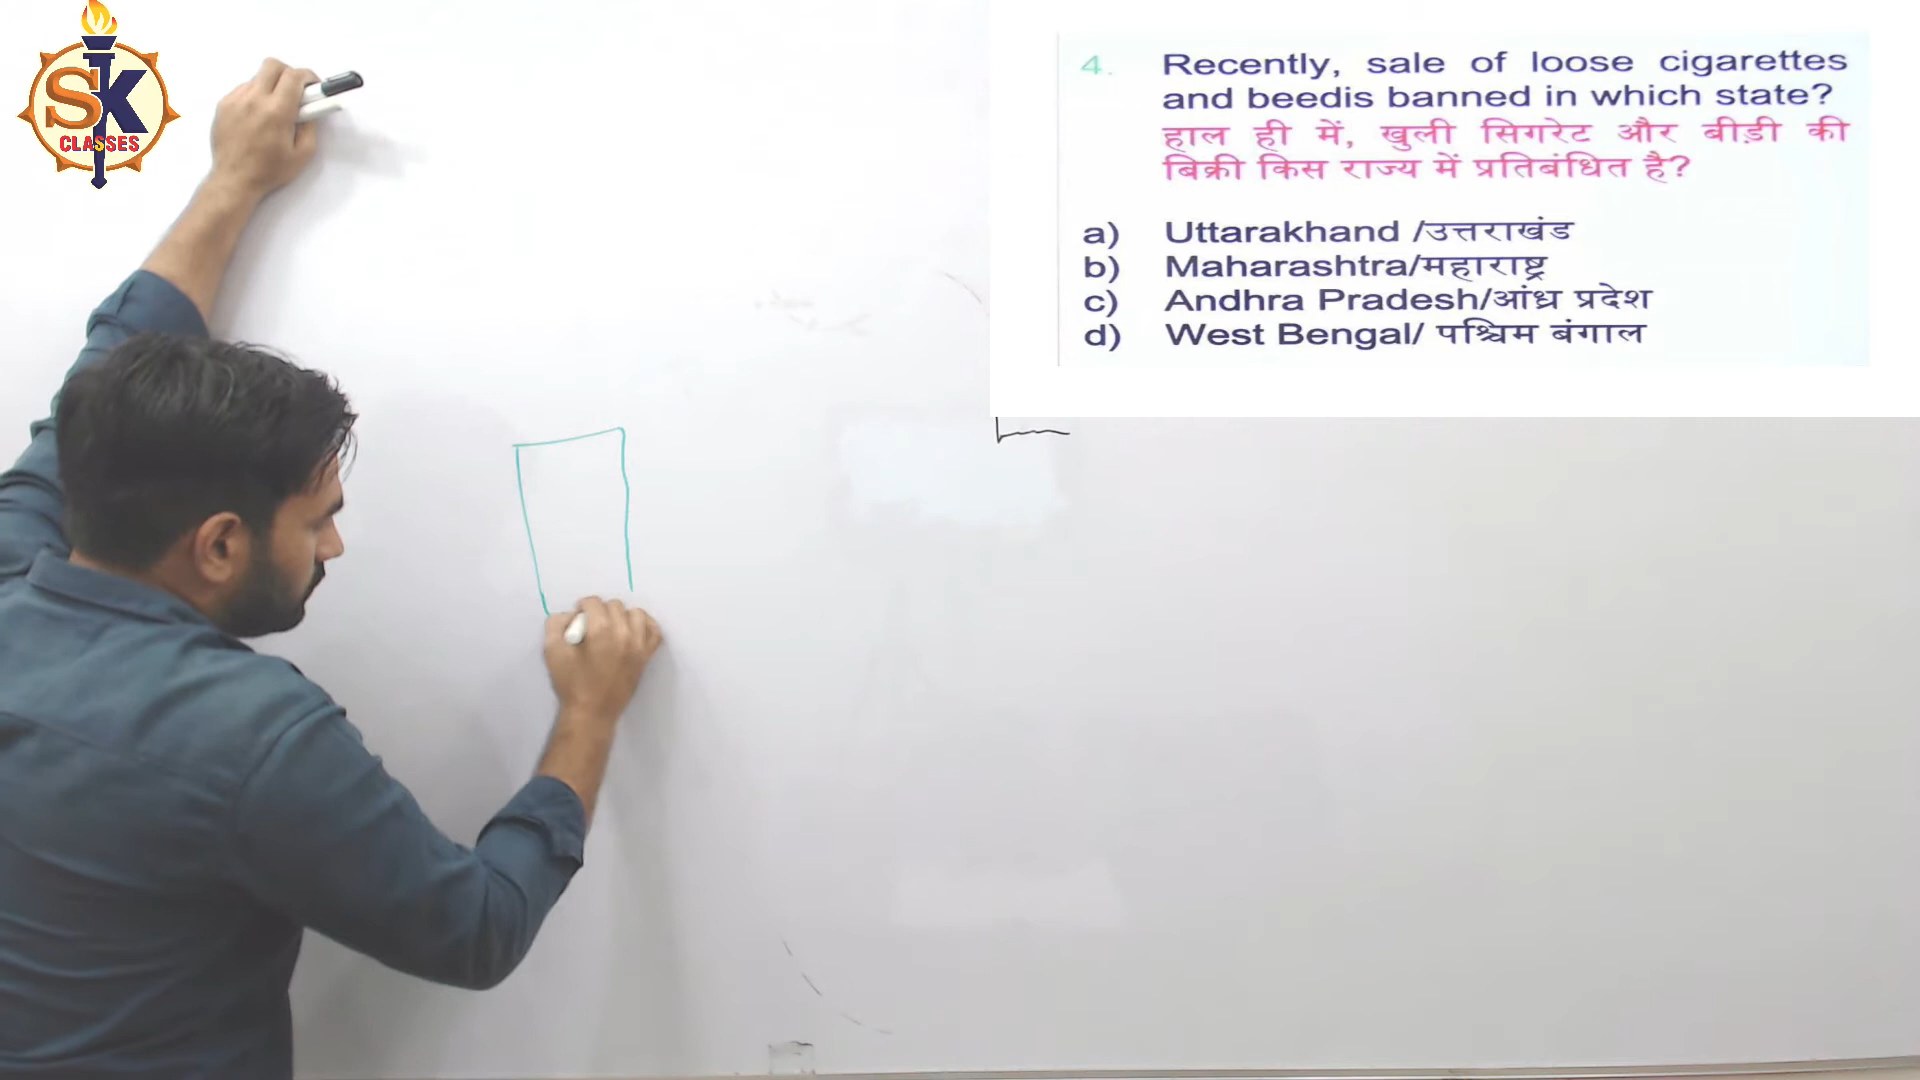 SK
CLASSES
4. Recently, sale of loose cigarettes
and beedis banned in which state?
हाल ही में, खुली सिगरेट और बीड़ी की
बिक्री किस राज्य में प्रतिबंधित है?
a) Uttarakhand /उत्तराखंड
b) Maharashtra/महाराष्ट्र
c) Andhra Pradesh/आंध्र प्रदेश
d) West Bengal/ पश्चिम बंगाल